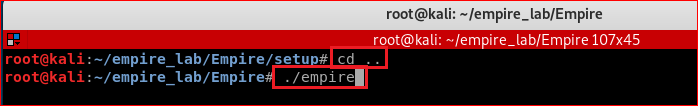 root@kali: ~/empire_lab/Empire
root@kali: ~/empire_lab/Empire 107x45
root@kali:~/empire_lab/Empire/setup# cd ..
root@kali:~/empire_lab/Empire# ./empire